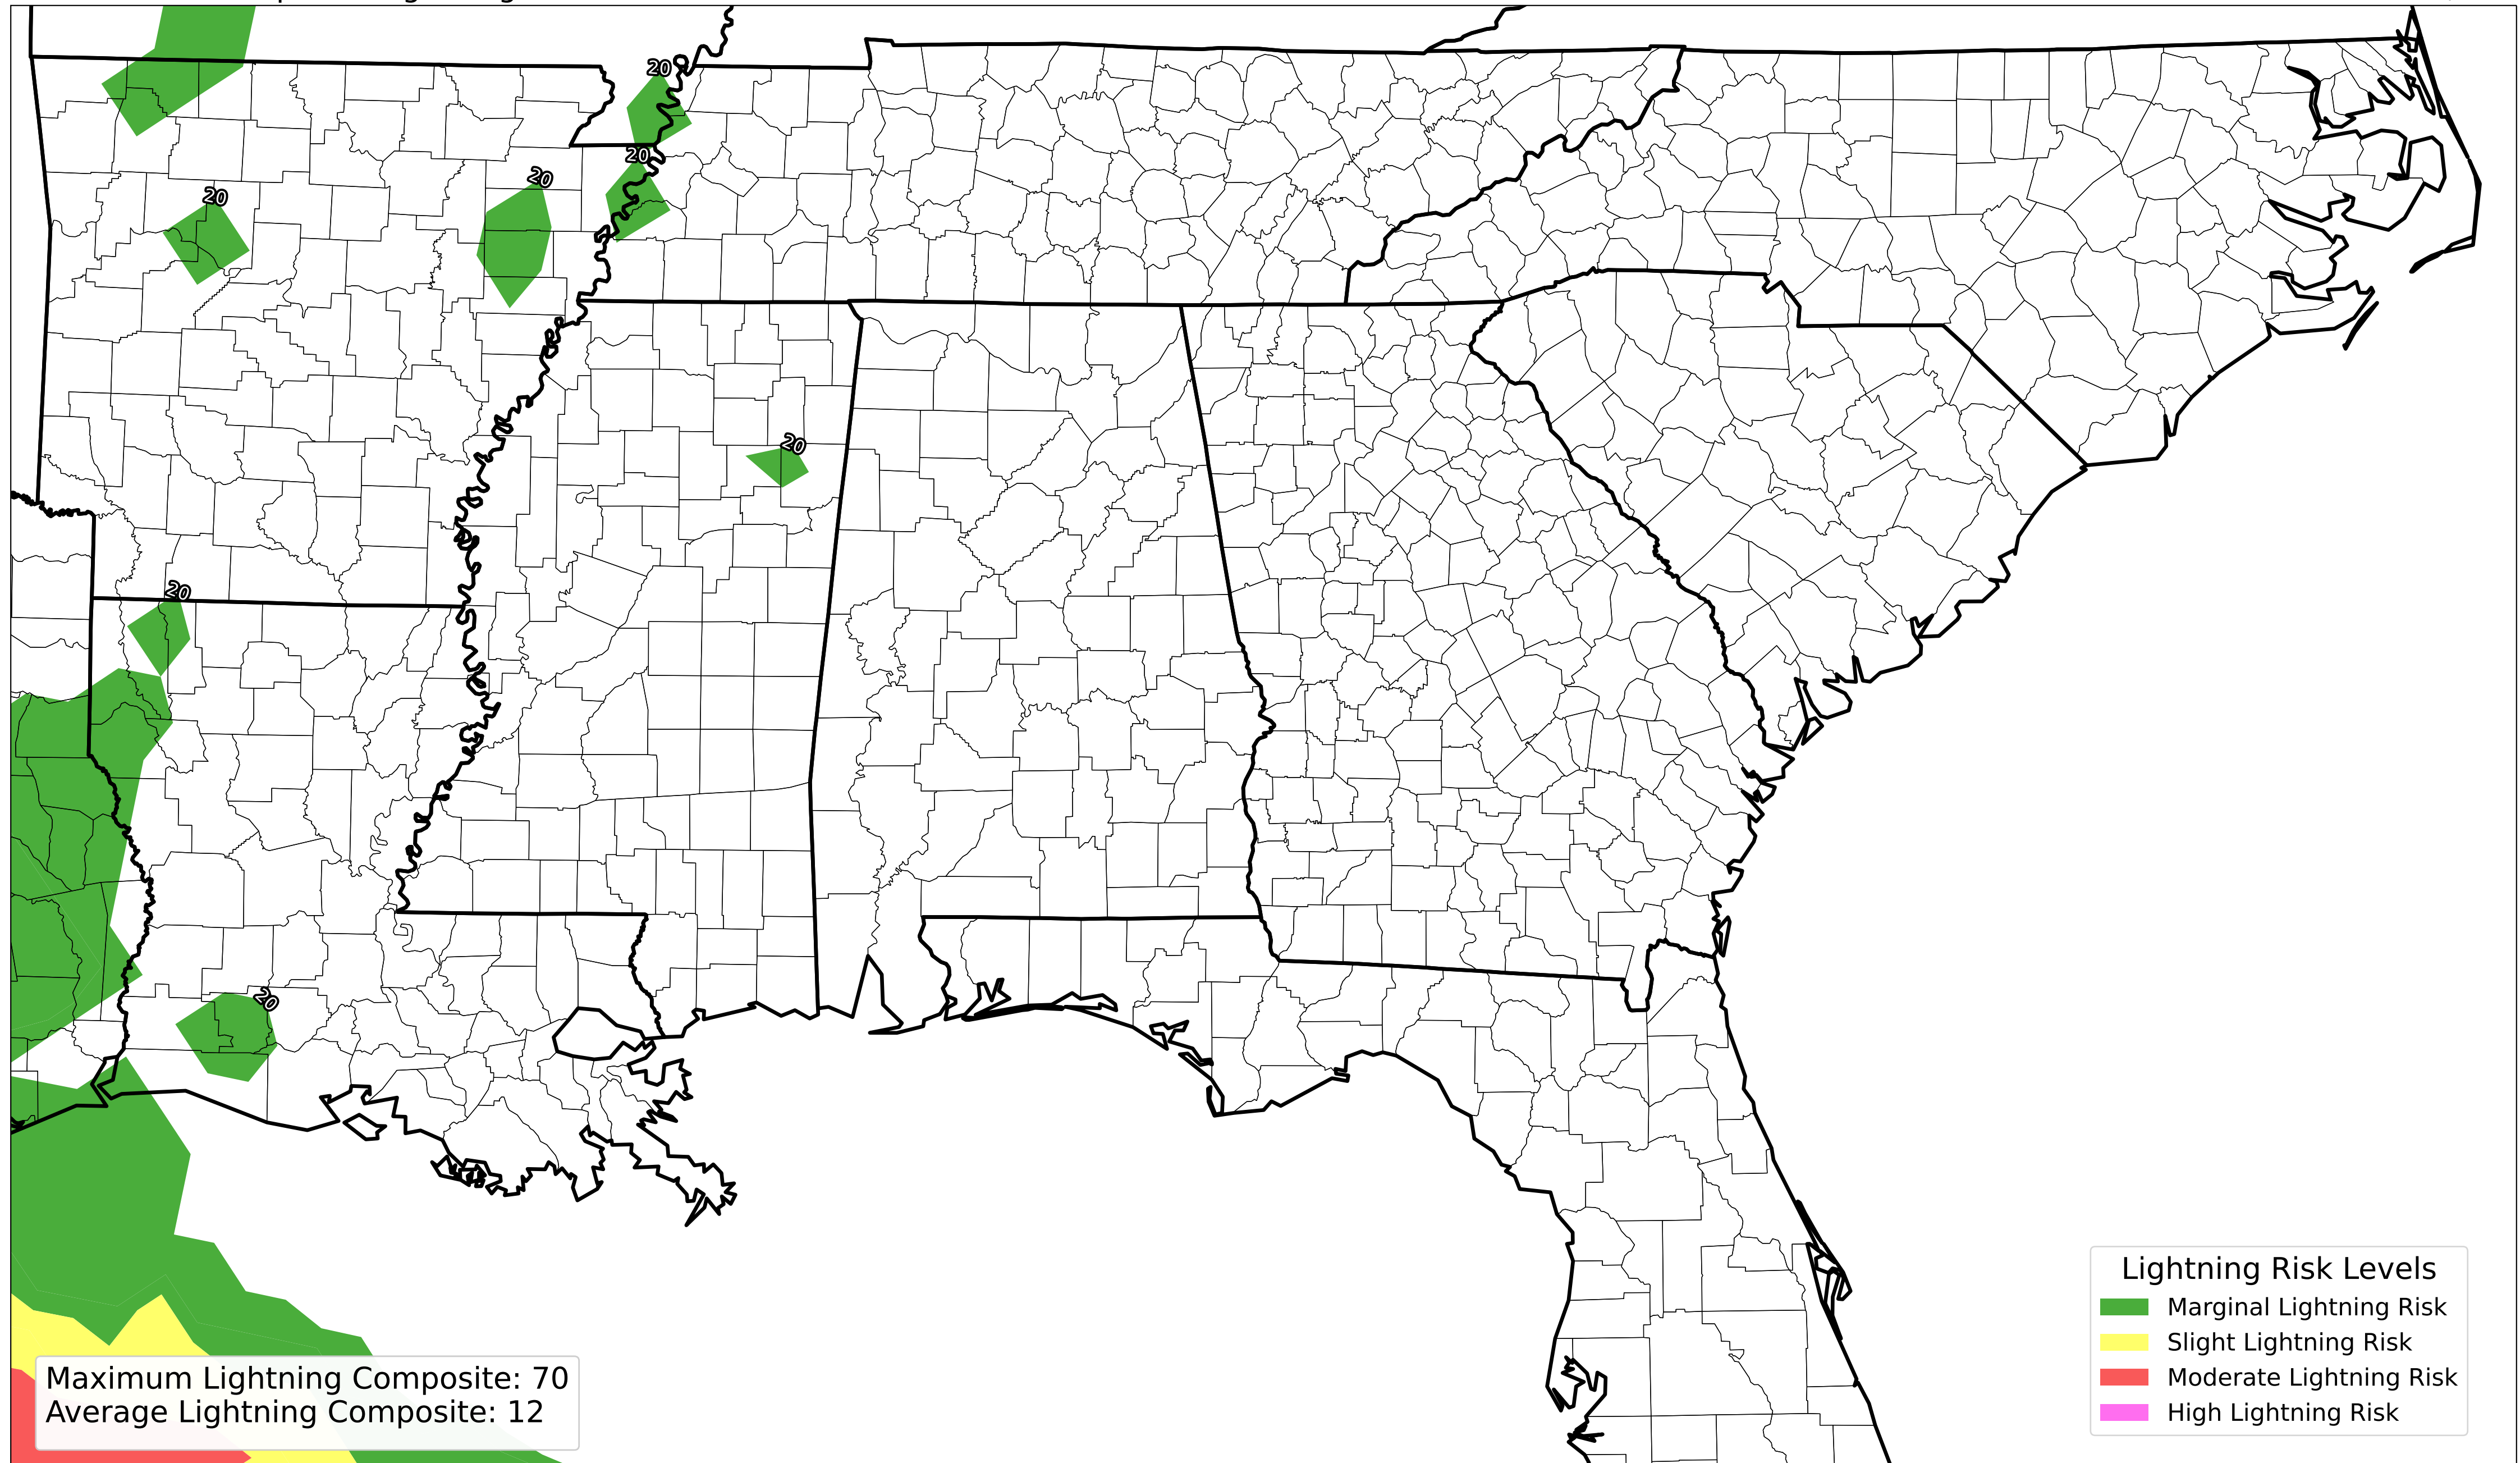 20
20
20
20
20
20
20
Lightning Risk Levels
Marginal Lightning Risk
Slight Lightning Risk
Moderate Lightning Risk
High Lightning Risk
Maximum Lightning Composite: 70
Average Lightning Composite: 12